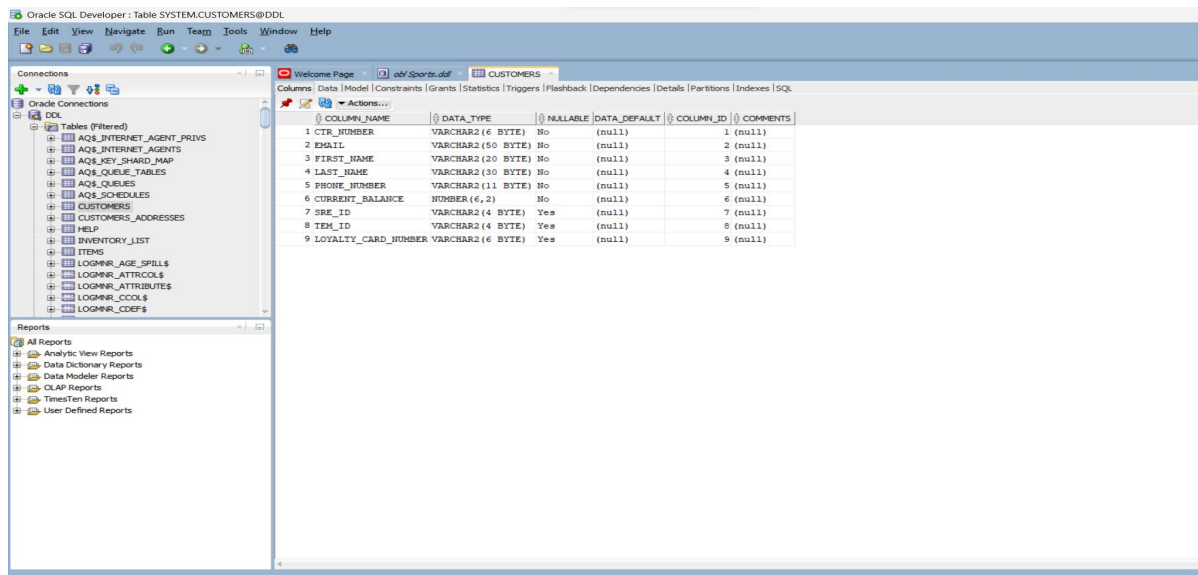 Oracle SQL Developer : Table SYSTEM.CUSTOMERS@DDL
File Edit View Navigate Run Team Tools Window Help
Connections
Oracle Connections
DDL
Tables (Filtered)
AQ$_INTERNET_AGENT_PRIVS
AQ$_INTERNET_AGENTS
AQ$_KEY_SHARD_MAP
AQ$_QUEUE_TABLES
AQ$_QUEUES
AQ$_SCHEDULES
CUSTOMERS
CUSTOMERS_ADDRESSES
HELP
INVENTORY_LIST
ITEMS
LOGMNR_AGE_SPILL$
LOGMNR_ATTRCOL$
LOGMNR_ATTRIBUTE$
LOGMNR_CCOL$
LOGMNR_CDEF$
Reports
All Reports
Analytic View Reports
Data Dictionary Reports
Data Modeler Reports
OLAP Reports
TimesTen Reports
User Defined Reports
Welcome Page obl Sports.ddl CUSTOMERS
Columns Data |Model |Constraints |Grants |Statistics |Triggers |Flashback |Dependencies |Details |Partitions |Indexes |SQL
Actions...
COLUMN_NAME DATA_TYPE NULLABLE DATA_DEFAULT COLUMN_ID COMMENTS
1 CTR_NUMBER VARCHAR2(6 BYTE) No (null) 1 (null)
2 EMAIL VARCHAR2(50 BYTE) No (null) 2 (null)
3 FIRST_NAME VARCHAR2(20 BYTE) No (null) 3 (null)
4 LAST_NAME VARCHAR2(30 BYTE) No (null) 4 (null)
5 PHONE_NUMBER VARCHAR2(11 BYTE) No (null) 5 (null)
6 CURRENT_BALANCE NUMBER(6,2) No (null) 6 (null)
7 SRE_ID VARCHAR2(4 BYTE) Yes (null) 7 (null)
8 TEM_ID VARCHAR2(4 BYTE) Yes (null) 8 (null)
9 LOYALTY_CARD_NUMBER VARCHAR2(6 BYTE) Yes (null) 9 (null)